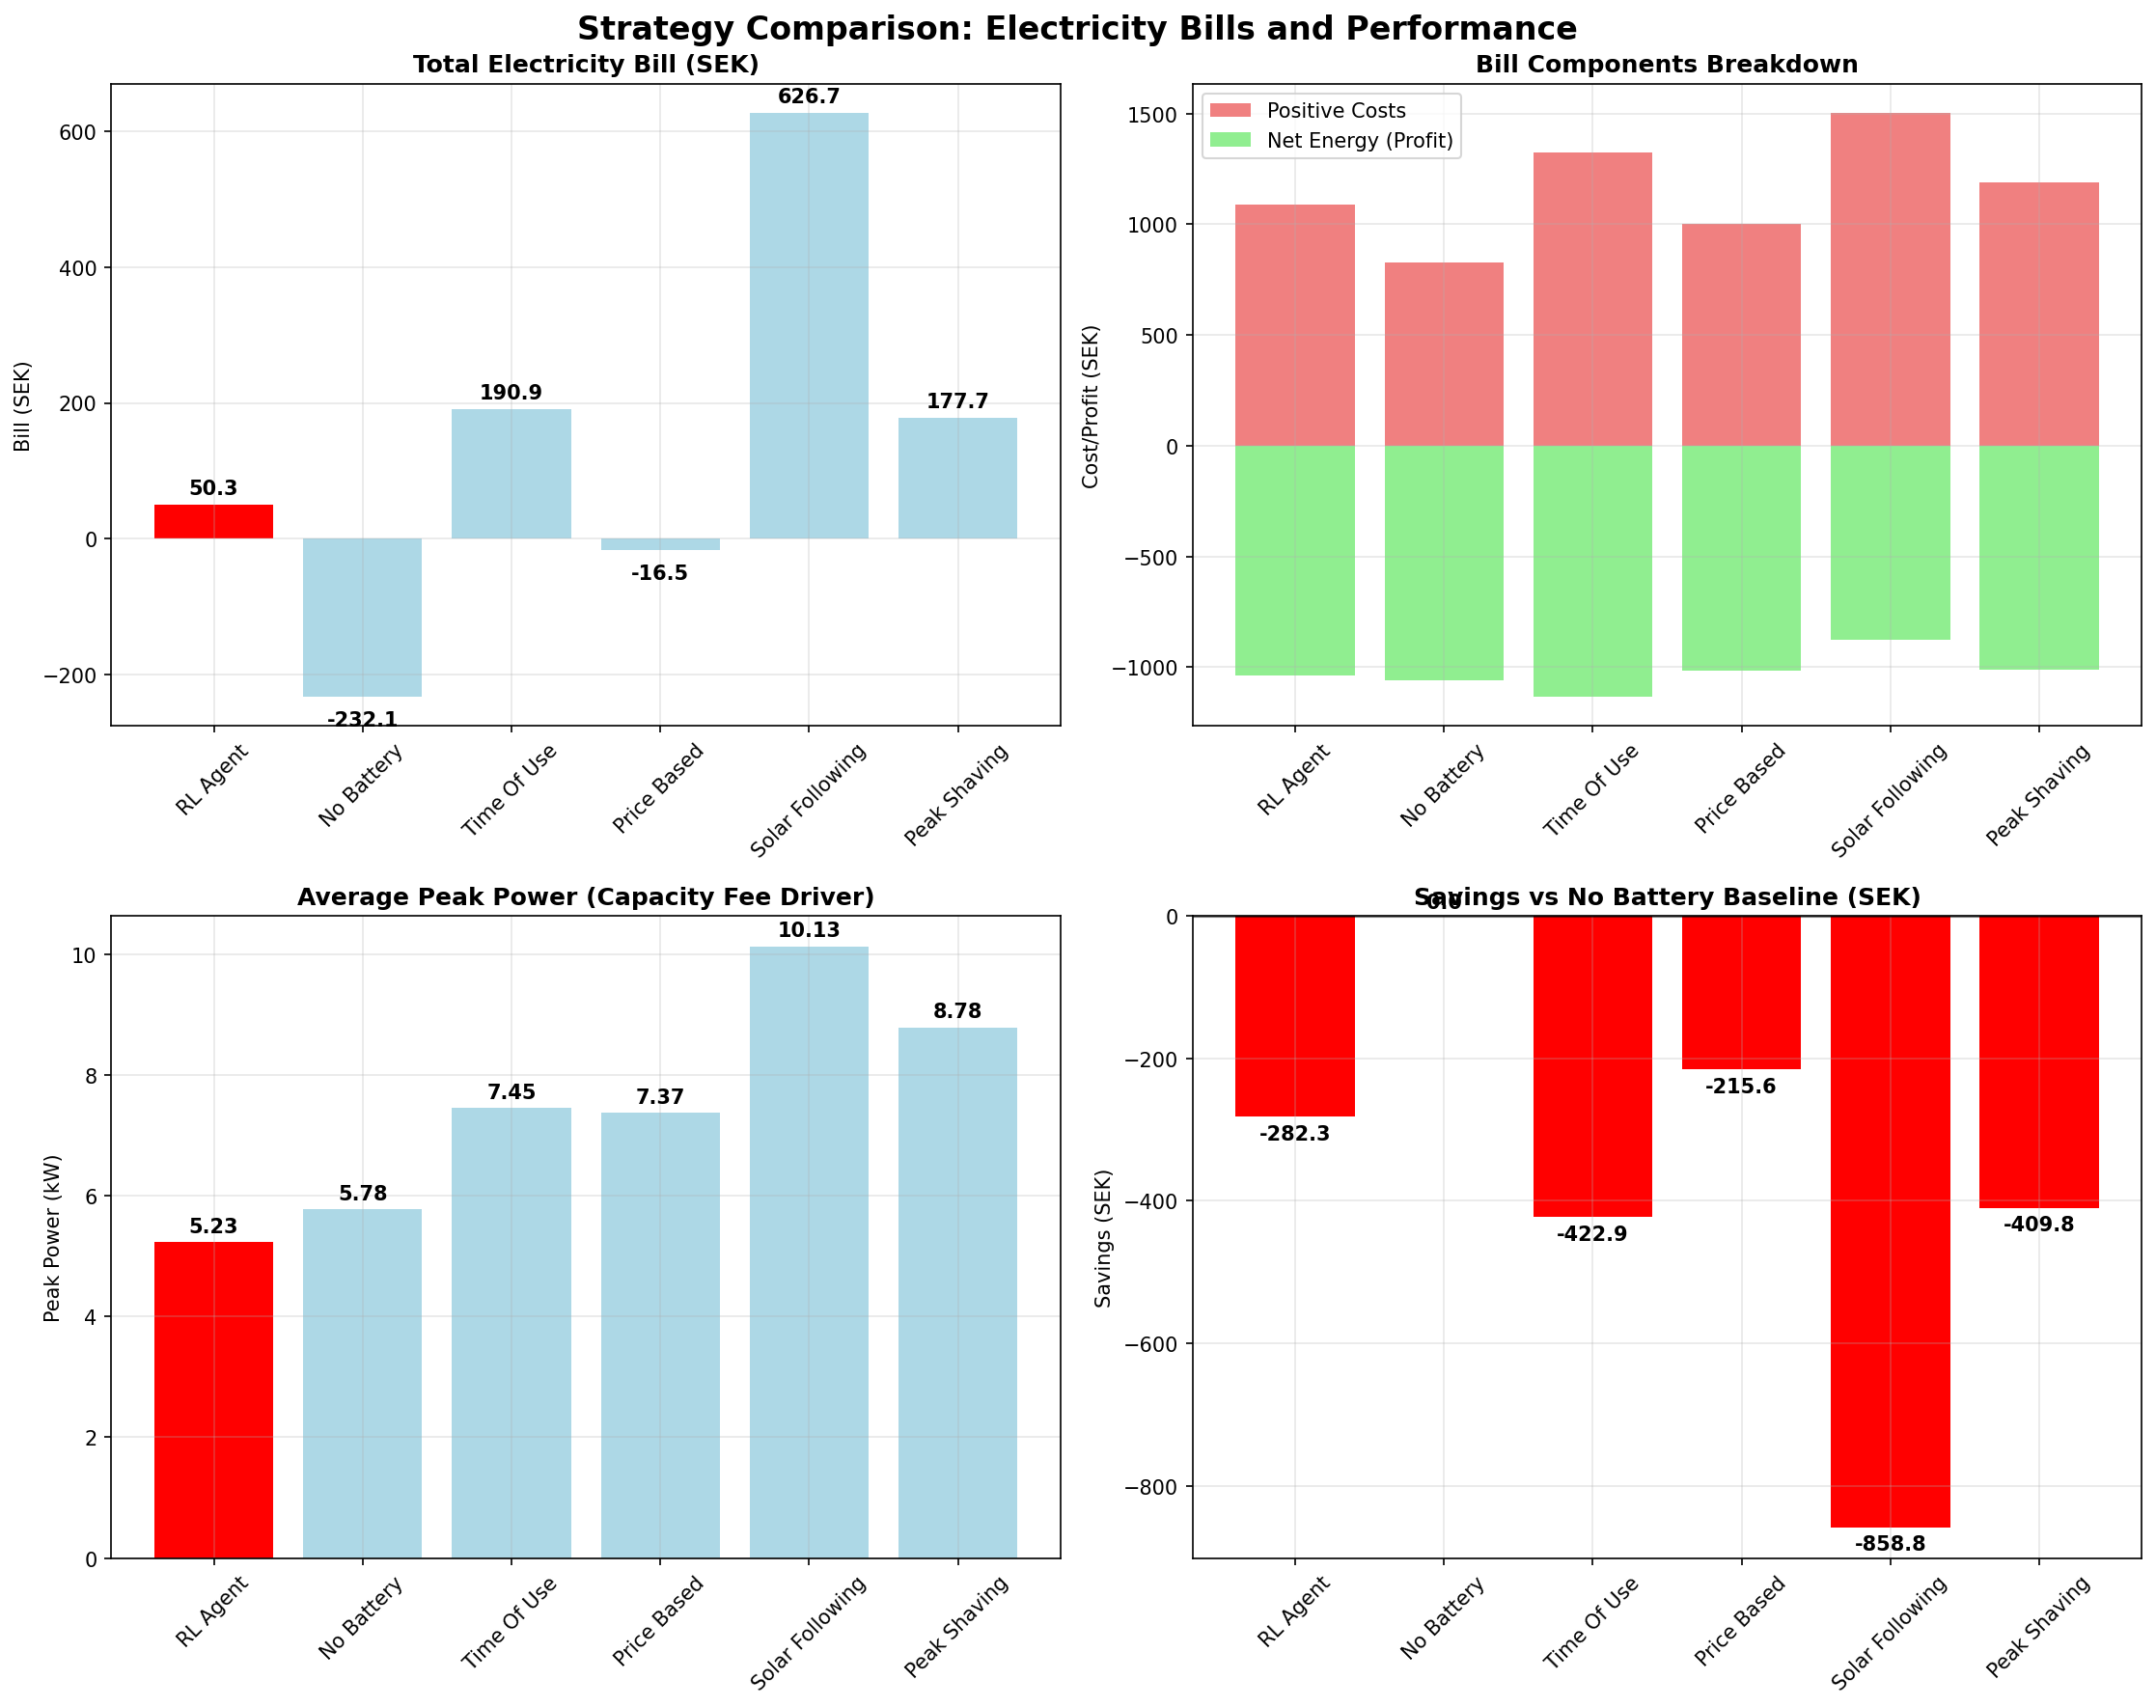 Strategy Comparison: Electricity Bills and Performance
Total Electricity Bill (SEK)
Bill (SEK)
600
400
200
0
−200
50.3
-232.1
190.9
-16.5
626.7
177.7
RL Agent
No Battery
Time Of Use
Price Based
Solar Following
Peak Shaving
Bill Components Breakdown
Positive Costs
Net Energy (Profit)
Cost/Profit (SEK)
1500
1000
500
0
−500
−1000
RL Agent
No Battery
Time Of Use
Price Based
Solar Following
Peak Shaving
Average Peak Power (Capacity Fee Driver)
Peak Power (kW)
10
8
6
4
2
0
5.23
5.78
7.45
7.37
10.13
8.78
RL Agent
No Battery
Time Of Use
Price Based
Solar Following
Peak Shaving
Savings vs No Battery Baseline (SEK)
Savings (SEK)
0
−200
−400
−600
−800
-282.3
0.0
-422.9
-215.6
-858.8
-409.8
RL Agent
No Battery
Time Of Use
Price Based
Solar Following
Peak Shaving